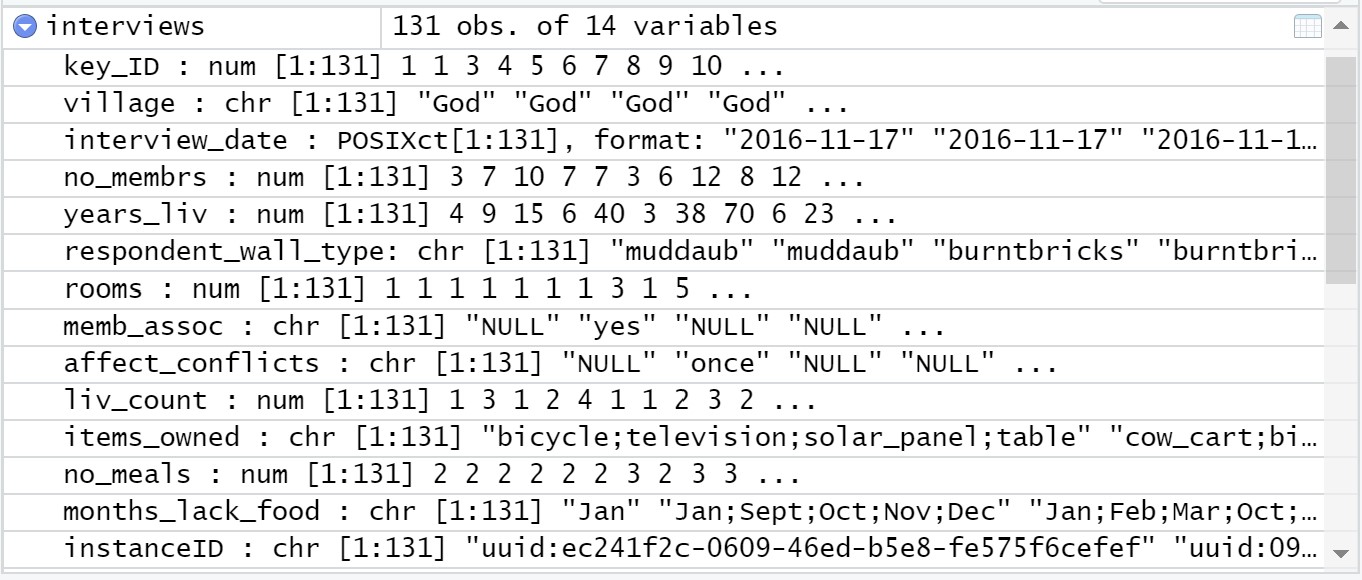 interviews 131 obs. of 14 variables
key_ID : num [1:131] 1 1 3 4 5 6 7 8 9 10 ...
village : chr [1:131] "God" "God" "God" "God" ...
interview_date : POSIXct[1:131], format: "2016-11-17" "2016-11-17" "2016-11-1…
no_membrs : num [1:131] 3 7 10 7 7 3 6 12 8 12 ...
years_liv : num [1:131] 4 9 15 6 40 3 38 70 6 23 ...
respondent_wall_type: chr [1:131] "muddaub" "muddaub" "burntbricks" "burntbri…
rooms : num [1:131] 1 1 1 1 1 1 1 3 1 5 ...
memb_assoc : chr [1:131] "NULL" "yes" "NULL" "NULL" ...
affect_conflicts : chr [1:131] "NULL" "once" "NULL" "NULL" ...
liv_count : num [1:131] 1 3 1 2 4 1 1 2 3 2 ...
items_owned : chr [1:131] "bicycle;television;solar_panel;table" "cow_cart;bi…
no_meals : num [1:131] 2 2 2 2 2 2 3 2 3 3 ...
months_lack_food : chr [1:131] "Jan" "Jan;Sept;Oct;Nov;Dec" "Jan;Feb;Mar;Oct;…
instanceID : chr [1:131] "uuid:ec241f2c-0609-46ed-b5e8-fe575f6cefef" "uuid:09…